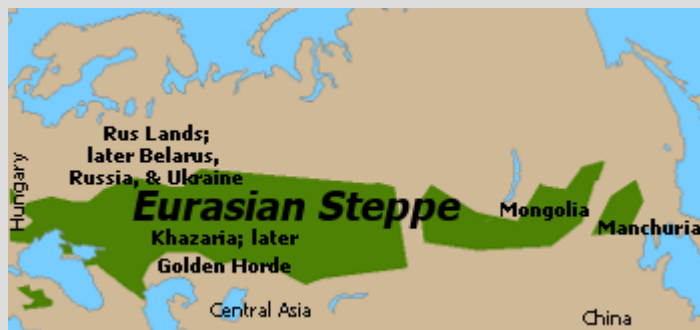 Rus Lands;
later Belarus,
Russia, & Ukraine
Hungary
Eurasian Steppe
Mongolia
Manchuria
Khazaria; later
Golden Horde
Central Asia
China